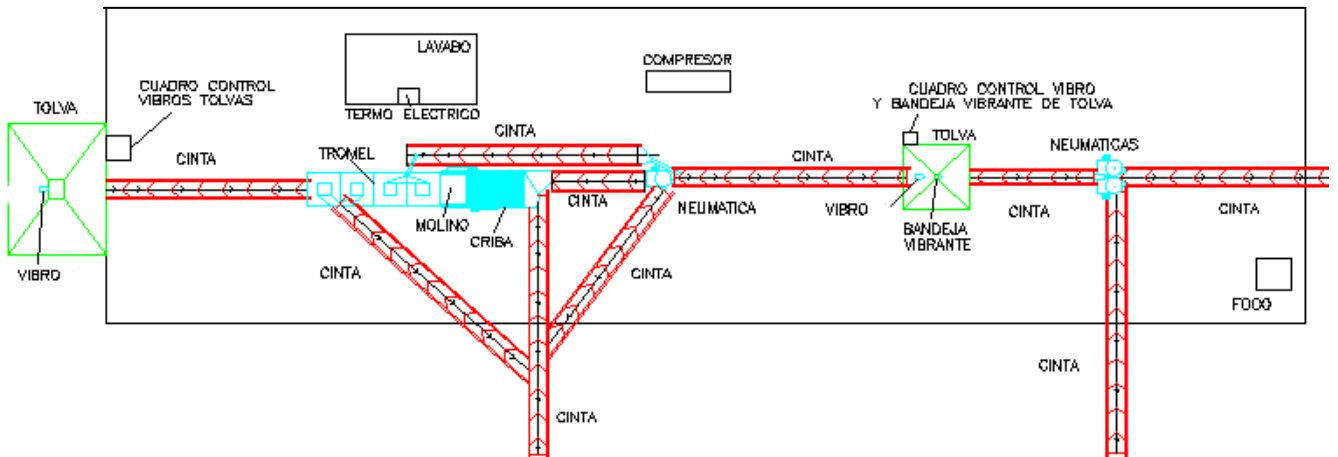 LAVABO
COMPRESOR
CUADRO CONTROL
VIBROS TOLVAS
CUADRO CONTROL VIBRO
Y BANDEJA VIBRANTE DE TOLVA
TOLVA
TERMO ELECTRICO
CINTA
TOLVA
NEUMATICAS
CINTA
TROMEL
CINTA
MOLINO
CRIBA
CINTA
NEUMATICA
VIBRO
BANDEJA
VIBRANTE
CINTA
CINTA
VIBRO
CINTA
CINTA
FOCO
CINTA
CINTA